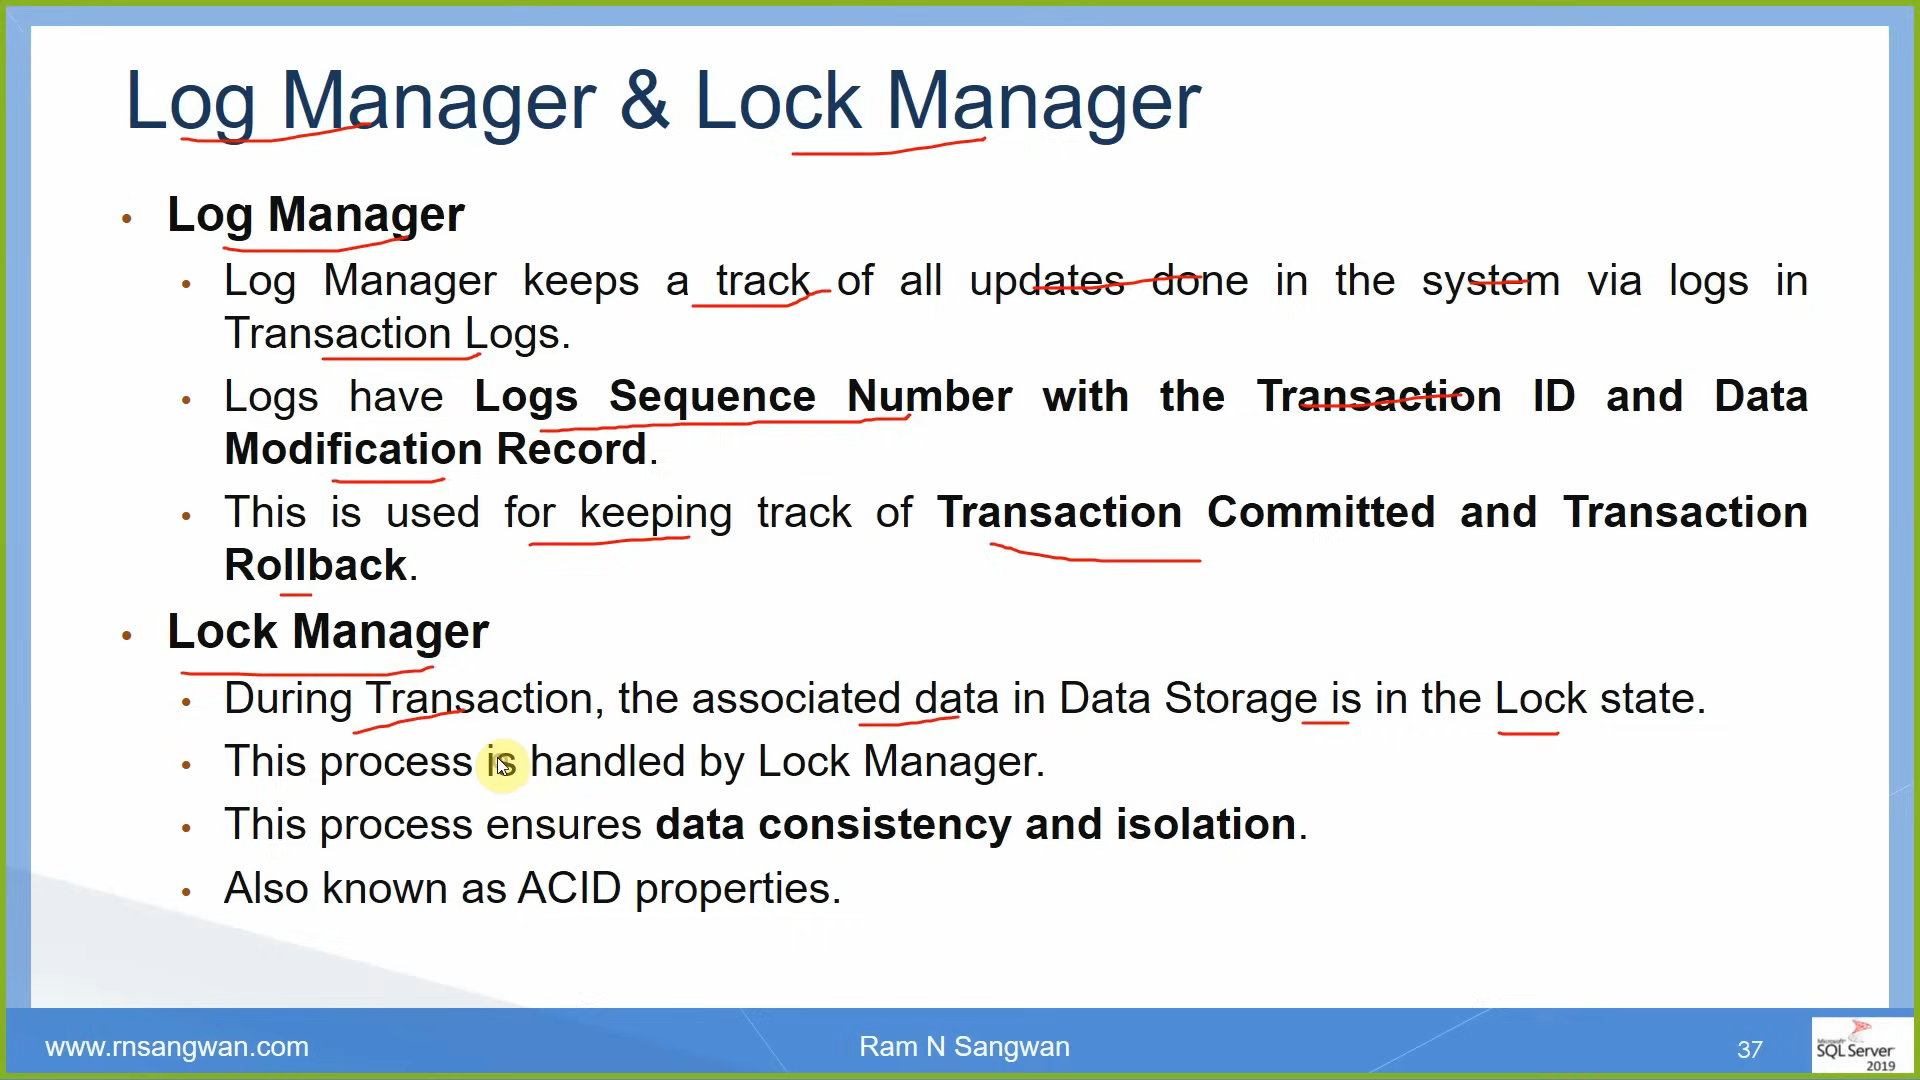 Log Manager & Lock Manager
• Log Manager
• Log Manager keeps a track of all updates done in the system via logs in
Transaction Logs.
• Logs have Logs Sequence Number with the Transaction ID and Data
Modification Record.
• This is used for keeping track of Transaction Committed and Transaction
Rollback.
• Lock Manager
• During Transaction, the associated data in Data Storage is in the Lock state.
• This process is handled by Lock Manager.
• This process ensures data consistency and isolation.
• Also known as ACID properties.
www.rnsangwan.com
Ram N Sangwan
37
Microsoft
SQL Server
2019